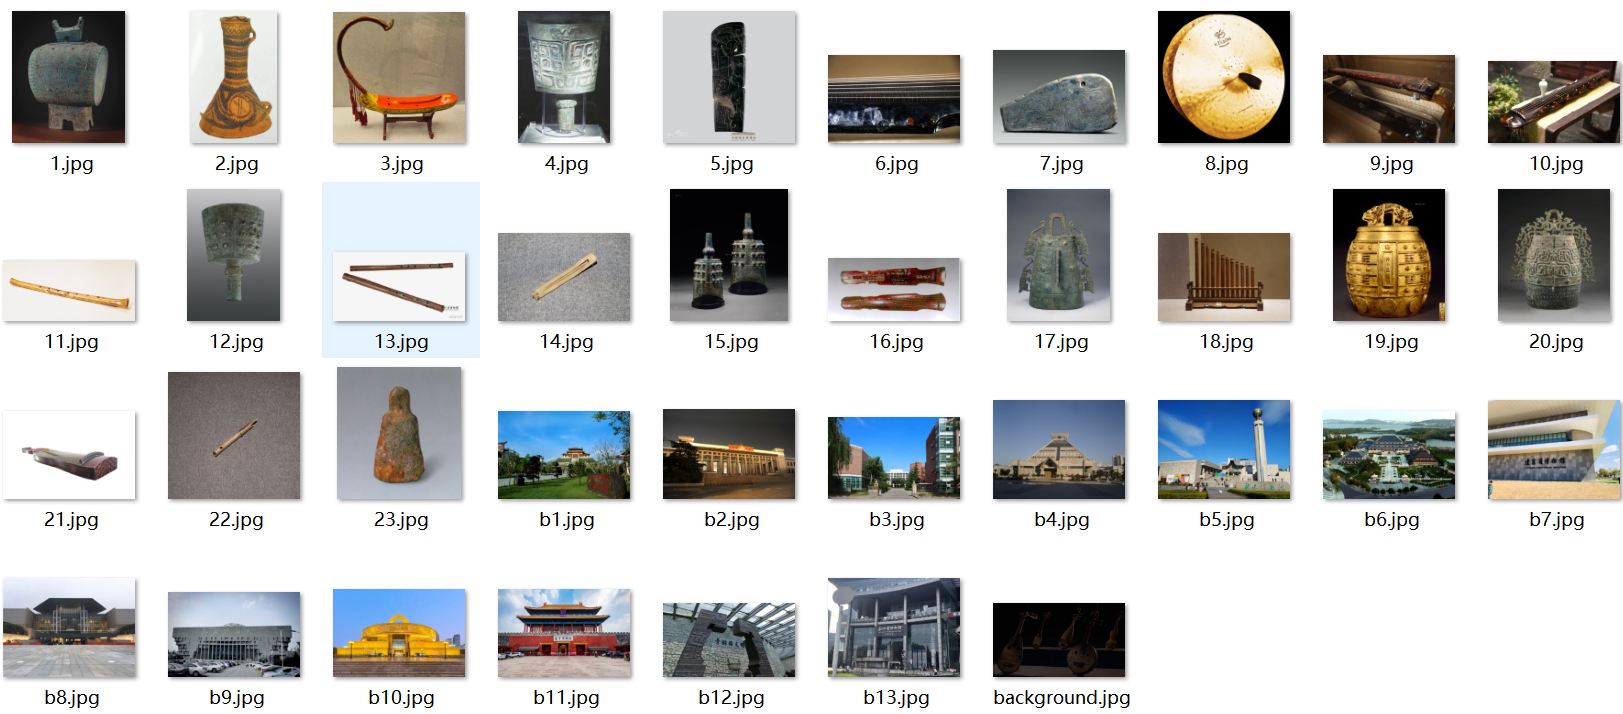 1.jpg
2.jpg
3.jpg
4.jpg
5.jpg
6.jpg
7.jpg
8.jpg
9.jpg
10.jpg
11.jpg
12.jpg
13.jpg
14.jpg
15.jpg
16.jpg
17.jpg
18.jpg
19.jpg
20.jpg
21.jpg
22.jpg
23.jpg
b1.jpg
b2.jpg
b3.jpg
b4.jpg
b5.jpg
b6.jpg
b7.jpg
b8.jpg
b9.jpg
b10.jpg
b11.jpg
b12.jpg
b13.jpg
background.jpg